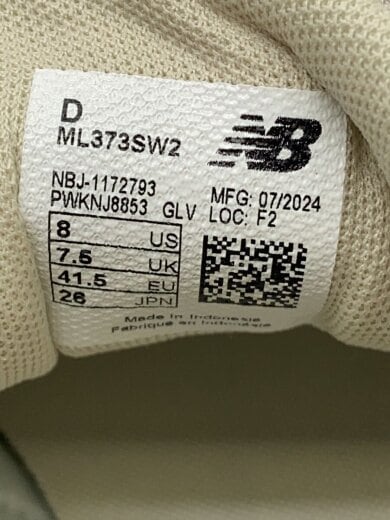 D
ML373SW2
NB
NBJ-1172793
PWKNJ8853 GLV
MFG: 07/2024
LOC: F2
8 US
7.5 UK
41.5 EU
26 JPN
Made in Indonesia
Fabriqué en Indonésie